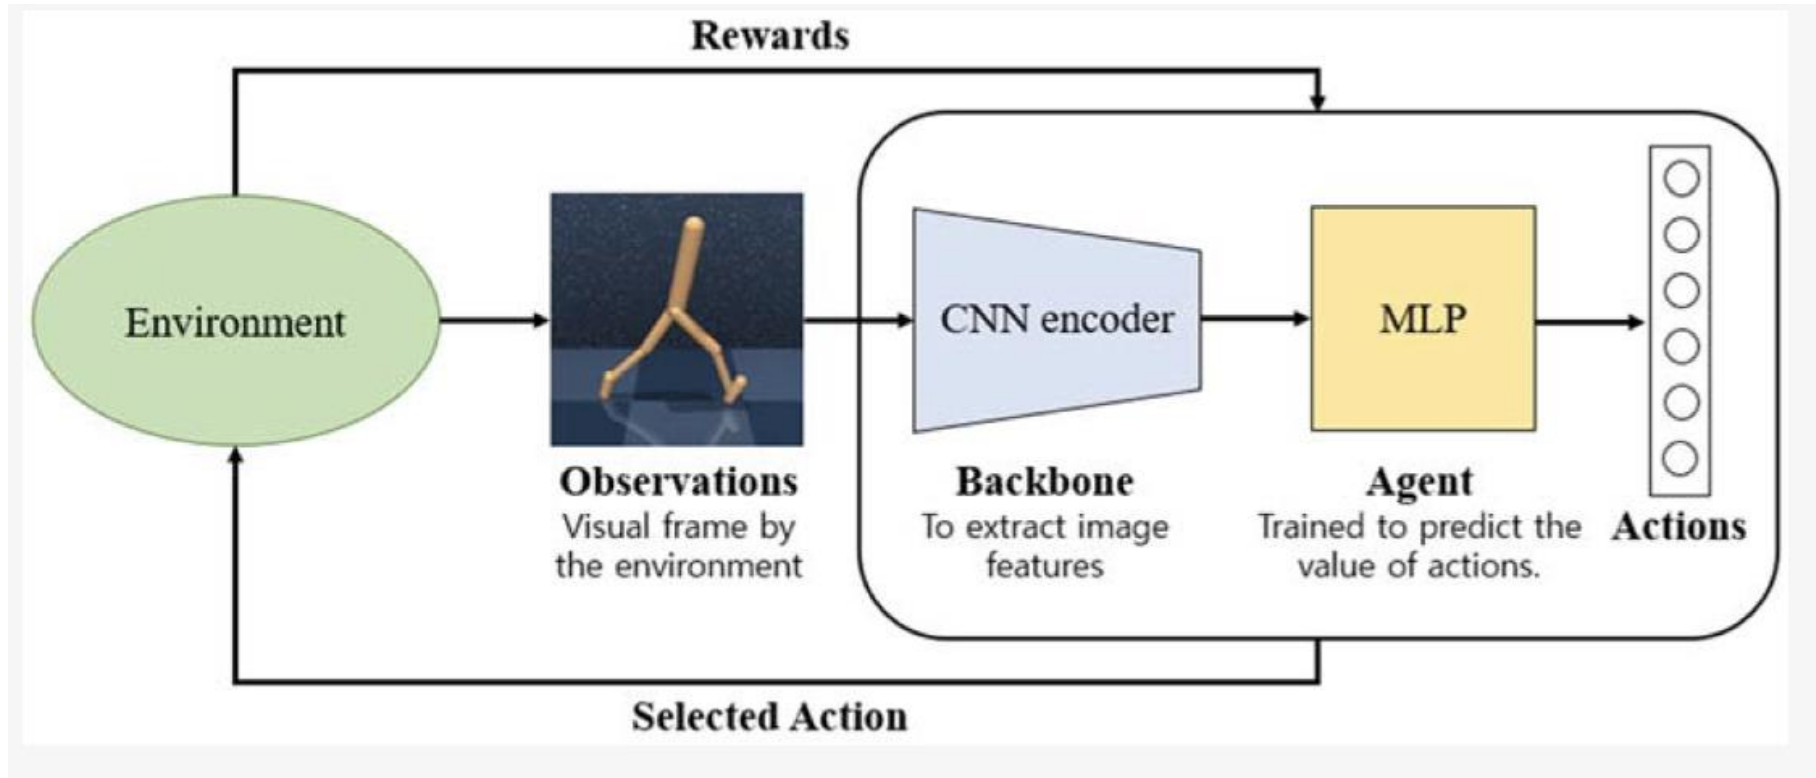 Rewards
Environment
CNN encoder
MLP
Observations
Visual frame by
the environment
Backbone
To extract image
features
Agent
Trained to predict the
value of actions.
Actions
Selected Action